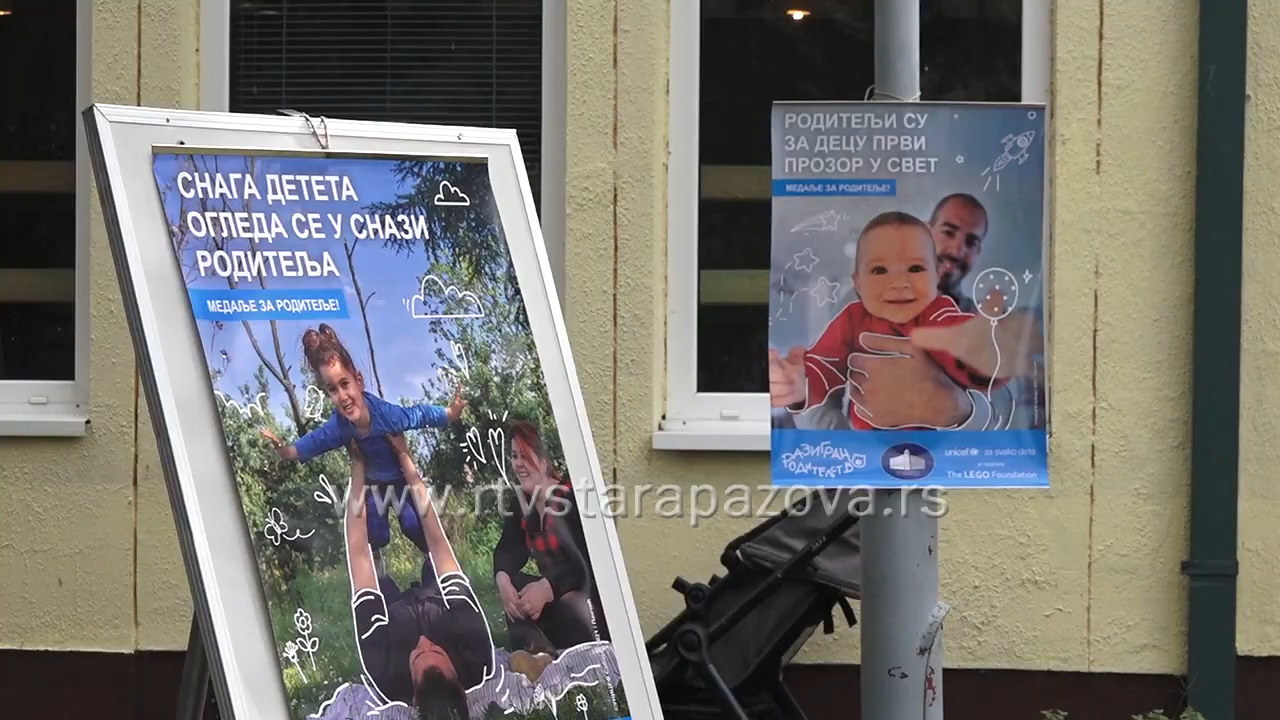 СНАГА ДЕТЕТА
ОГЛЕДА СЕ У СНАЗИ
РОДИТЕЉА
МЕДАЉЕ ЗА РОДИТЕЉЕ!
РОДИТЕЉИ СУ
ЗА ДЕЦУ ПРВИ
ПРОЗОР У СВЕТ
МЕДАЉЕ ЗА РОДИТЕЉЕ!
РАЗИГРАНО
РОДИТЕЉСТВО
unicef za svako dete
The LEGO Foundation
www.rtvstarapazova.rs